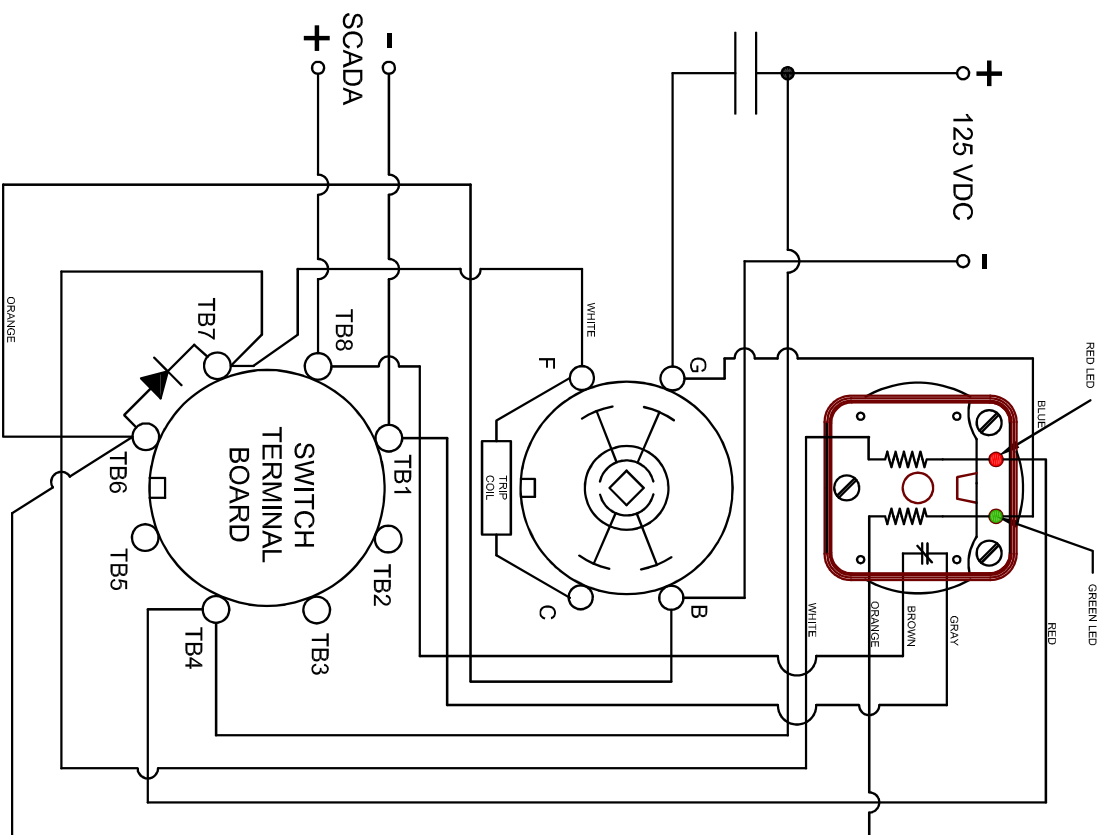 +
125 VDC
-
-
SCADA
+
RED LED
BLUE
RED
GREEN LED
WHITE
ORANGE
BROWN
GRAY
WHITE
G
F
B
C
TRIP
COIL
TB8
TB7
TB1
TB6
TB2
TB5
TB3
TB4
SWITCH
TERMINAL
BOARD
ORANGE